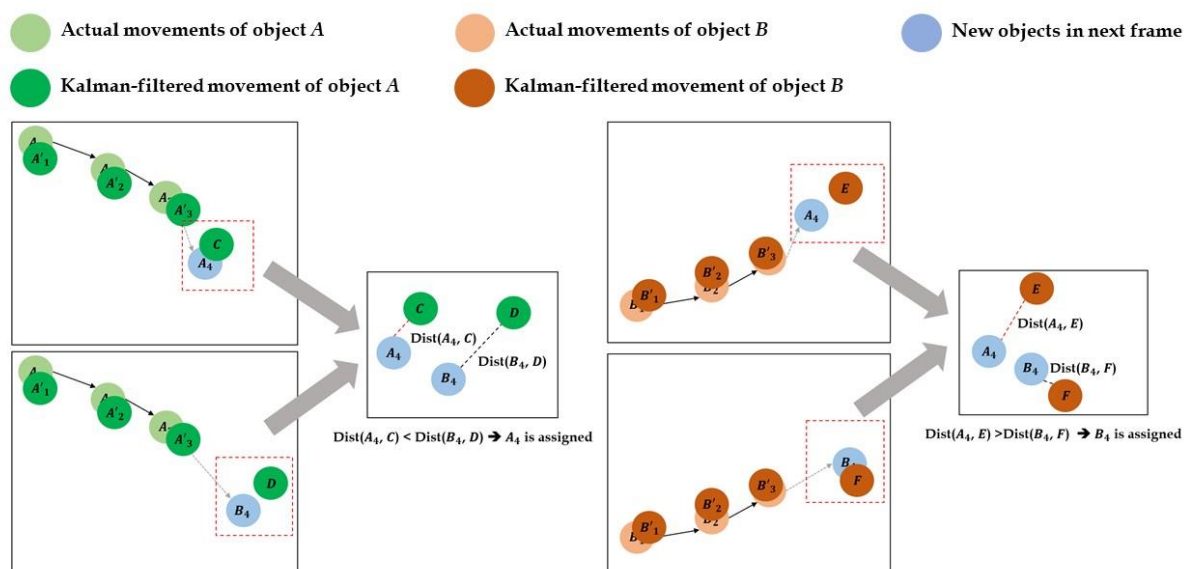 Actual movements of object A
Actual movements of object B
New objects in next frame
Kalman-filtered movement of object A
Kalman-filtered movement of object B
A'₁
A'₂
A'₃
C
A₄
A'₁
A'₂
A'₃
D
B₄
C
D
A₄
Dist(A₄, C)
B₄
Dist(B₄, D)
Dist(A₄, C) < Dist(B₄, D) ➔ A₄ is assigned
E
A₄
B'₃
B'₂
B₂
B'₁
B₄
F
B'₃
B'₂
B₂
B'₁
E
Dist(A₄, E)
A₄
B₄
Dist(B₄, F)
F
Dist(A₄, E) >Dist(B₄, F) ➔ B₄ is assigned